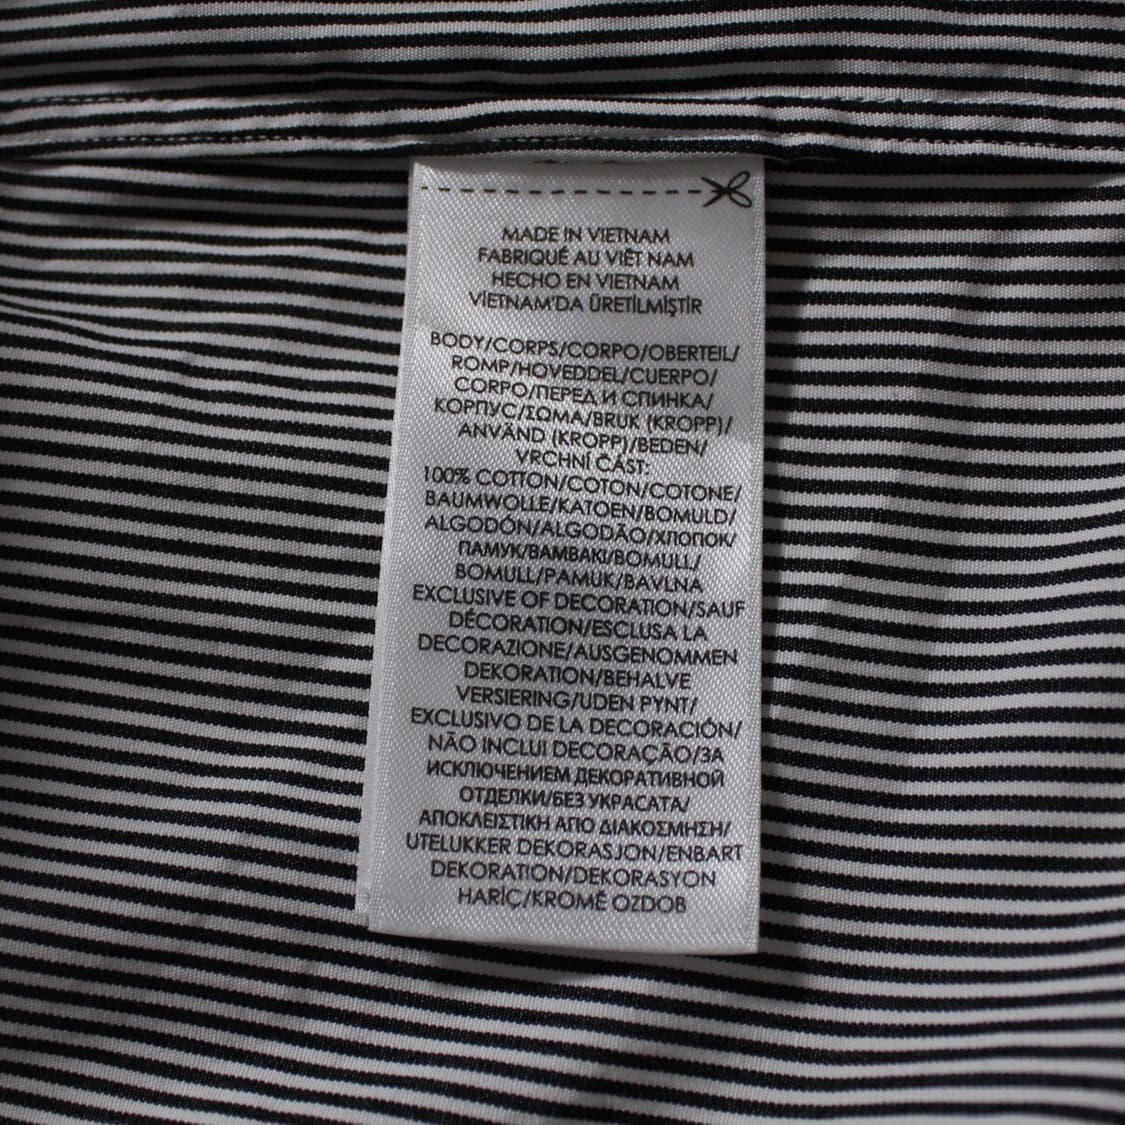 MADE IN VIETNAM
FABRIQUÉ AU VIÊT NAM
HECHO EN VIETNAM
VİETNAM'DA ÜRETİLMİŞTİR
BODY/CORPS/CORPO/OBERTEIL/
ROMP/HOVEDDEL/CUERPO/
CORPO/ПЕРЕД И СПИНКА/
КОРПУС/ΣΩΜΑ/BRUK (KROPP)/
ANVÄND (KROPP)/BEDEN/
VRCHNÍ ČÁST:
100% COTTON/COTON/COTONE/
BAUMWOLLE/KATOEN/BOMULD/
ALGODÓN/ALGODÃO/ХЛОПОК/
ПАМУК/ΒΑΜΒΑΚΙ/BOMULL/
BOMULL/PAMUK/BAVLNA
EXCLUSIVE OF DECORATION/SAUF
DÉCORATION/ESCLUSA LA
DECORAZIONE/AUSGENOMMEN
DEKORATION/BEHALVE
VERSIERING/UDEN PYNT/
EXCLUSIVO DE LA DECORACIÓN/
NÃO INCLUI DECORAÇÃO/ЗА
ИСКЛЮЧЕНИЕМ ДЕКОРАТИВНОЙ
ОТДЕЛКИ/БЕЗ УКРАСАТА/
ΑΠΟΚΛΕΙΣΤΙΚΗ ΑΠΟ ΔΙΑΚΟΣΜΗΣΗ/
UTELUKKER DEKORASJON/ENBART
DEKORATION/DEKORASYON
HARİÇ/KROMĚ OZDOB